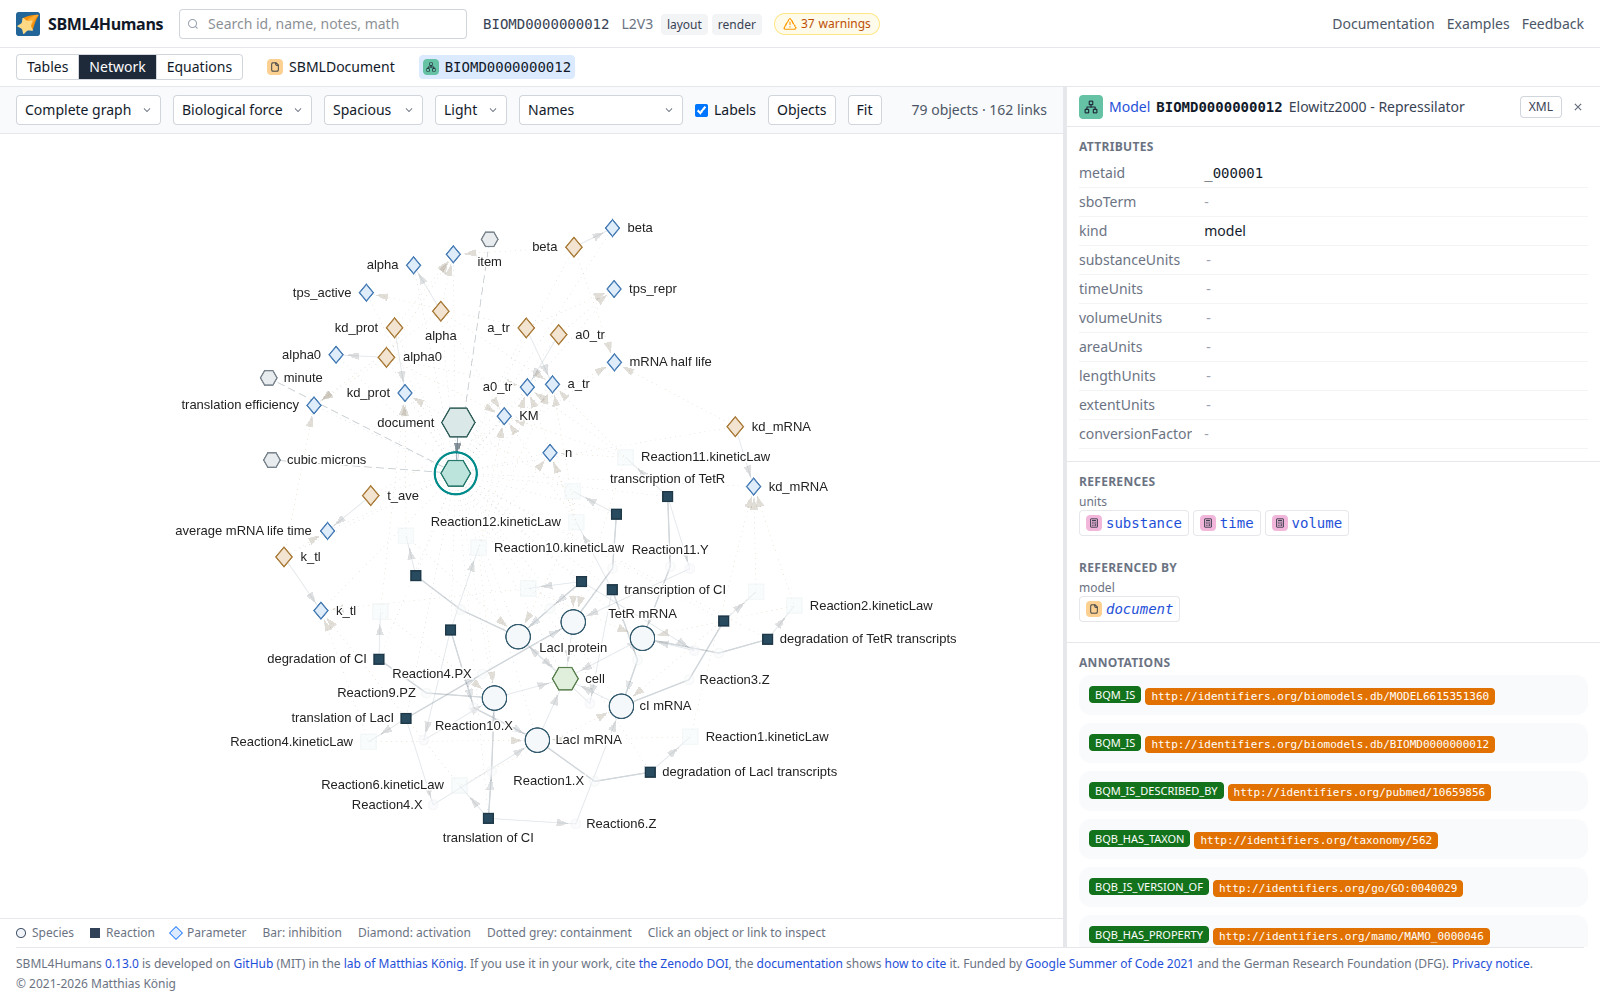 SBML4Humans Search id, name, notes, math BIOMD0000000012 L2V3 layout render 37 warnings Documentation Examples Feedback
Tables Network Equations SBMLDocument BIOMD0000000012
Complete graph Biological force Spacious Light Names Labels Objects Fit 79 objects · 162 links
Model BIOMD0000000012 Elowitz2000 - Repressilator XML ×
beta
beta
item
alpha
tps_active
tps_repr
kd_prot
alpha
a_tr
a0_tr
alpha0
alpha0
mRNA half life
minute
kd_prot
a0_tr
a_tr
translation efficiency
document
KM
kd_mRNA
n
cubic microns
Reaction11.kineticLaw
transcription of TetR
kd_mRNA
t_ave
Reaction12.kineticLaw
average mRNA life time
Reaction10.kineticLaw
Reaction11.Y
k_tl
transcription of CI
Reaction2.kineticLaw
k_tl
TetR mRNA
degradation of TetR transcripts
LacI protein
degradation of CI
Reaction4.PX
cell
Reaction3.Z
Reaction9.PZ
cI mRNA
translation of LacI
Reaction10.X
Reaction4.kineticLaw
LacI mRNA
Reaction1.kineticLaw
degradation of LacI transcripts
Reaction1.X
Reaction6.kineticLaw
Reaction4.X
Reaction6.Z
translation of CI
Species Reaction Parameter Bar: inhibition Diamond: activation Dotted grey: containment Click an object or link to inspect
ATTRIBUTES
metaid _000001
sboTerm -
kind model
substanceUnits -
timeUnits -
volumeUnits -
areaUnits -
lengthUnits -
extentUnits -
conversionFactor -
REFERENCES
units
substance time volume
REFERENCED BY
model
document
ANNOTATIONS
BQM_IS http://identifiers.org/biomodels.db/MODEL6615351360
BQM_IS http://identifiers.org/biomodels.db/BIOMD0000000012
BQM_IS_DESCRIBED_BY http://identifiers.org/pubmed/10659856
BQB_HAS_TAXON http://identifiers.org/taxonomy/562
BQB_IS_VERSION_OF http://identifiers.org/go/GO:0040029
BQB_HAS_PROPERTY http://identifiers.org/mamo/MAMO_0000046
SBML4Humans 0.13.0 is developed on GitHub (MIT) in the lab of Matthias König. If you use it in your work, cite the Zenodo DOI, the documentation shows how to cite it. Funded by Google Summer of Code 2021 and the German Research Foundation (DFG). Privacy notice.
© 2021-2026 Matthias König